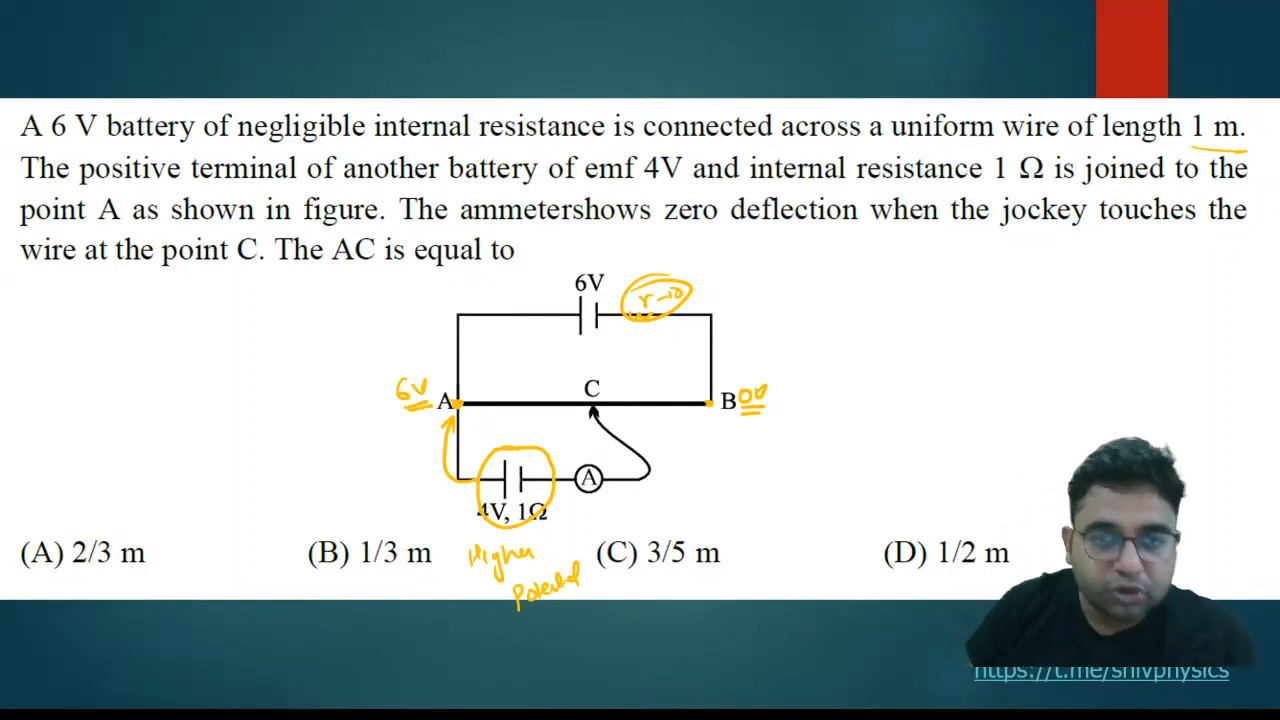 A 6 V battery of negligible internal resistance is connected across a uniform wire of length 1 m.
The positive terminal of another battery of emf 4V and internal resistance 1 Ω is joined to the
point A as shown in figure. The ammetershows zero deflection when the jockey touches the
wire at the point C. The AC is equal to
6V
6V
A
C
B
A
4V, 1Ω
Higher
Potential
(A) 2/3 m (B) 1/3 m (C) 3/5 m (D) 1/2 m
https://t.me/shivphysics